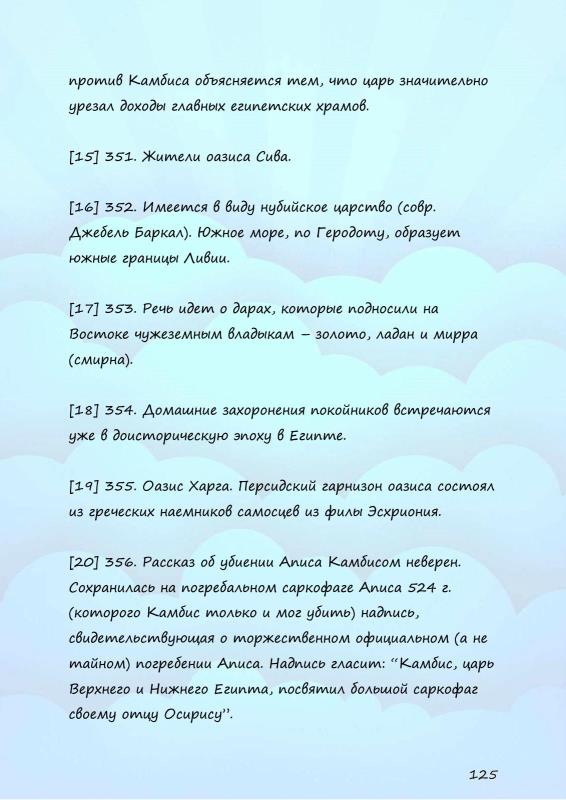 против Камбиса объясняется тем, что царь значительно
урезал доходы главных египетских храмов.
[15] 351. Жители оазиса Сива.
[16] 352. Имеется в виду нубийское царство (совр.
Джебель Баркал). Южное море, по Геродоту, образует
южные границы Ливии.
[17] 353. Речь идет о дарах, которые подносили на
Востоке чужеземным владыкам – золото, ладан и мирра
(смирна).
[18] 354. Домашние захоронения покойников встречаются
уже в доисторическую эпоху в Египте.
[19] 355. Оазис Харга. Персидский гарнизон оазиса состоял
из греческих наемников самосцев из филы Эсхриония.
[20] 356. Рассказ об убиении Аписа Камбисом неверен.
Сохранилась на погребальном саркофаге Аписа 524 г.
(которого Камбис только и мог убить) надпись,
свидетельствующая о торжественном официальном (а не
тайном) погребении Аписа. Надпись гласит: “Камбис, царь
Верхнего и Нижнего Египта, посвятил большой саркофаг
своему отцу Осирису”.
125